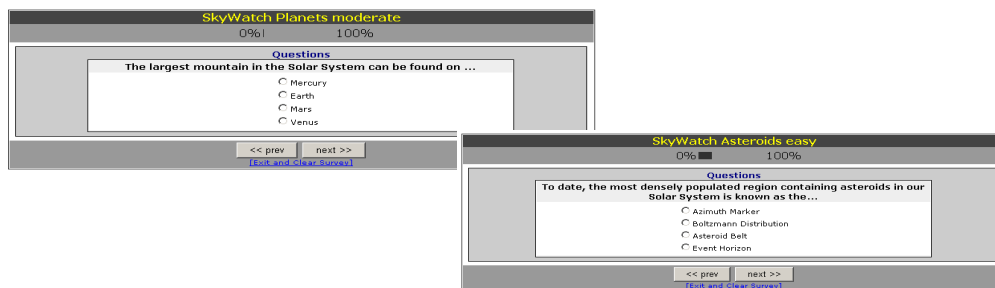 SkyWatch Planets moderate
0% 100%
Questions
The largest mountain in the Solar System can be found on ...
Mercury
Earth
Mars
Venus
<< prev next >>
[Exit and Clear Survey]
SkyWatch Asteroids easy
0% 100%
Questions
To date, the most densely populated region containing asteroids in our
Solar System is known as the...
Azimuth Marker
Boltzmann Distribution
Asteroid Belt
Event Horizon
<< prev next >>
[Exit and Clear Survey]